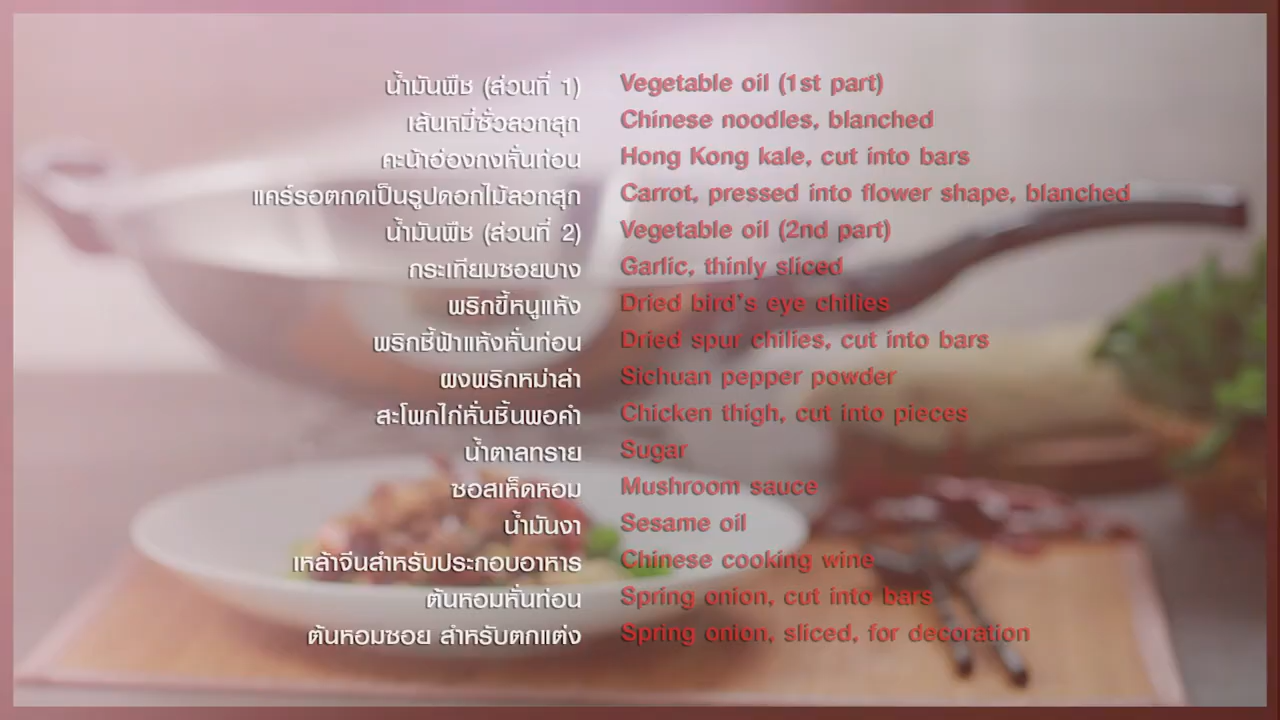 น้ำมันพืช (ส่วนที่ 1) Vegetable oil (1st part)
เส้นหมี่ซั่วลวกสุก Chinese noodles, blanched
คะน้าฮ่องกงหั่นท่อน Hong Kong kale, cut into bars
แคร์รอตกดเป็นรูปดอกไม้ลวกสุก Carrot, pressed into flower shape, blanched
น้ำมันพืช (ส่วนที่ 2) Vegetable oil (2nd part)
กระเทียมซอยบาง Garlic, thinly sliced
พริกขี้หนูแห้ง Dried bird's eye chilies
พริกชี้ฟ้าแห้งหั่นท่อน Dried spur chilies, cut into bars
ผงพริกหม่าล่า Sichuan pepper powder
สะโพกไก่หั่นชิ้นพอคำ Chicken thigh, cut into pieces
น้ำตาลทราย Sugar
ซอสเห็ดหอม Mushroom sauce
น้ำมันงา Sesame oil
เหล้าจีนสำหรับประกอบอาหาร Chinese cooking wine
ต้นหอมหั่นท่อน Spring onion, cut into bars
ต้นหอมซอย สำหรับตกแต่ง Spring onion, sliced, for decoration